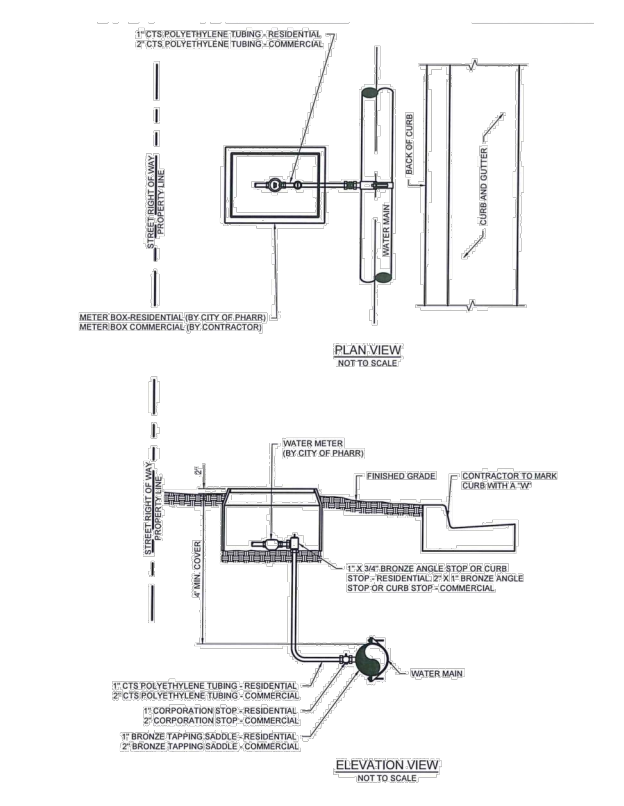 1" CTS POLYETHYLENE TUBING - RESIDENTIAL
2" CTS POLYETHYLENE TUBING - COMMERCIAL
STREET RIGHT OF WAY
PROPERTY LINE
WATER MAIN
BACK OF CURB
CURB AND GUTTER
METER BOX-RESIDENTIAL (BY CITY OF PHARR)
METER BOX COMMERCIAL (BY CONTRACTOR)
PLAN VIEW
NOT TO SCALE
WATER METER
(BY CITY OF PHARR)
2"
FINISHED GRADE
CONTRACTOR TO MARK
CURB WITH A "W"
STREET RIGHT OF WAY
PROPERTY LINE
4' MIN. COVER
1" X 3/4" BRONZE ANGLE STOP OR CURB
STOP - RESIDENTIAL; 2" X 1" BRONZE ANGLE
STOP OR CURB STOP - COMMERCIAL
WATER MAIN
1" CTS POLYETHYLENE TUBING - RESIDENTIAL
2" CTS POLYETHYLENE TUBING - COMMERCIAL
1" CORPORATION STOP - RESIDENTIAL
2" CORPORATION STOP - COMMERCIAL
1" BRONZE TAPPING SADDLE - RESIDENTIAL
2" BRONZE TAPPING SADDLE - COMMERCIAL
ELEVATION VIEW
NOT TO SCALE